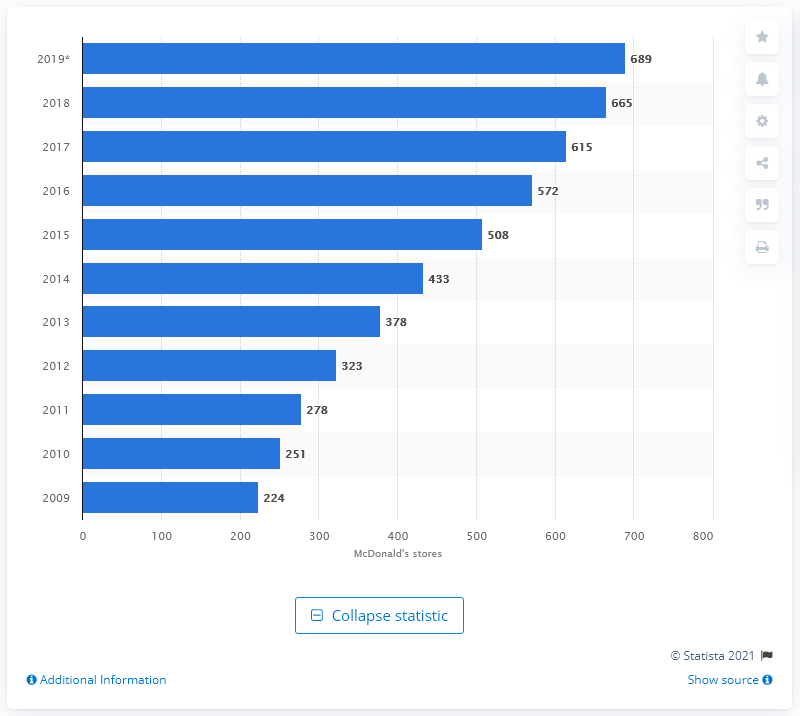 2019* 689
2018 665
2017 615
2016 572
2015 508
2014 433
2013 378
2012 323
2011 278
2010 251
2009 224
0 100 200 300 400 500 600 700 800
McDonald's stores
Collapse statistic
© Statista 2021
Additional Information Show source